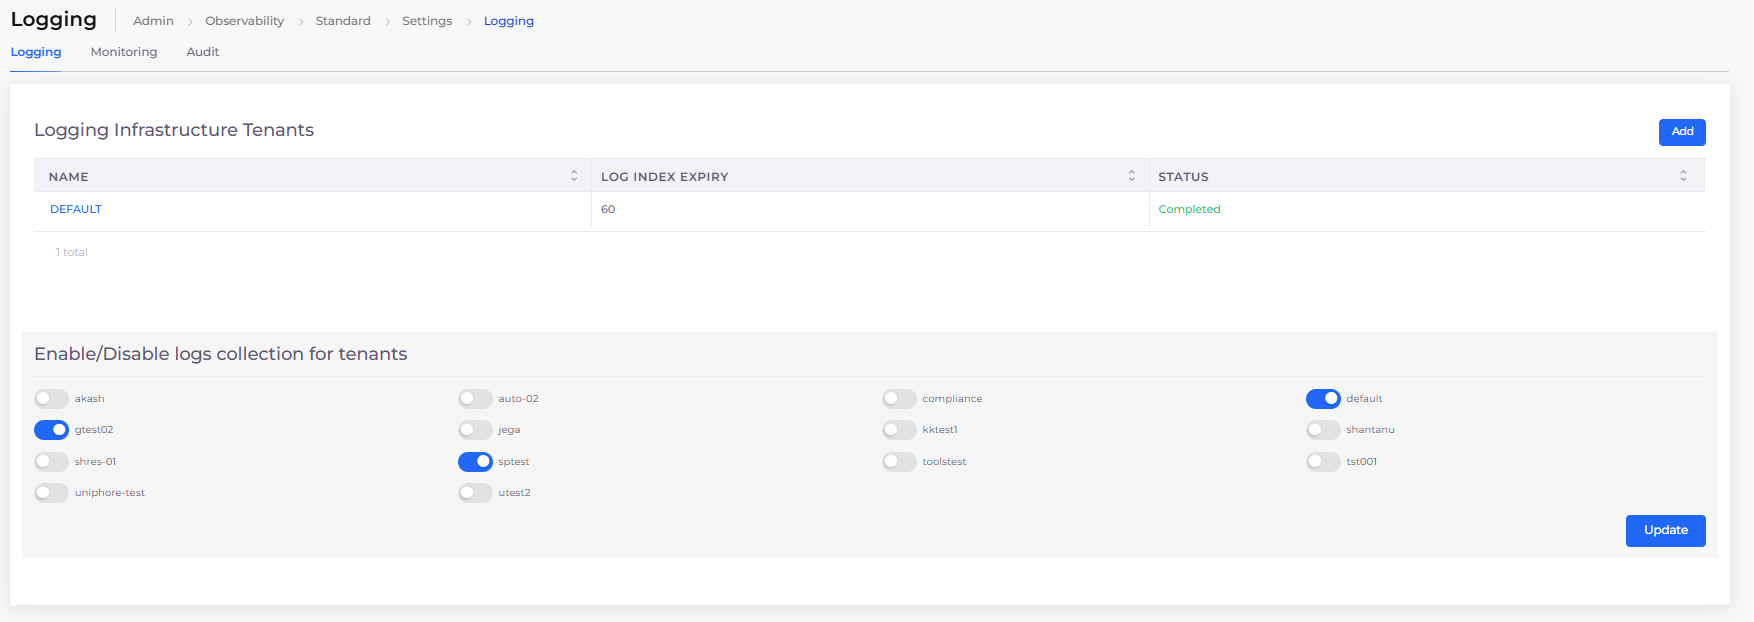 Logging Admin Observability Standard Settings Logging
Logging Monitoring Audit
Logging Infrastructure Tenants
Add
NAME LOG INDEX EXPIRY STATUS
DEFAULT 60 Completed
1 total
Enable/Disable logs collection for tenants
akash auto-02 compliance default
gtest02 jega kktest1 shantanu
shres-01 sptest toolstest tst001
uniphore-test utest2
Update